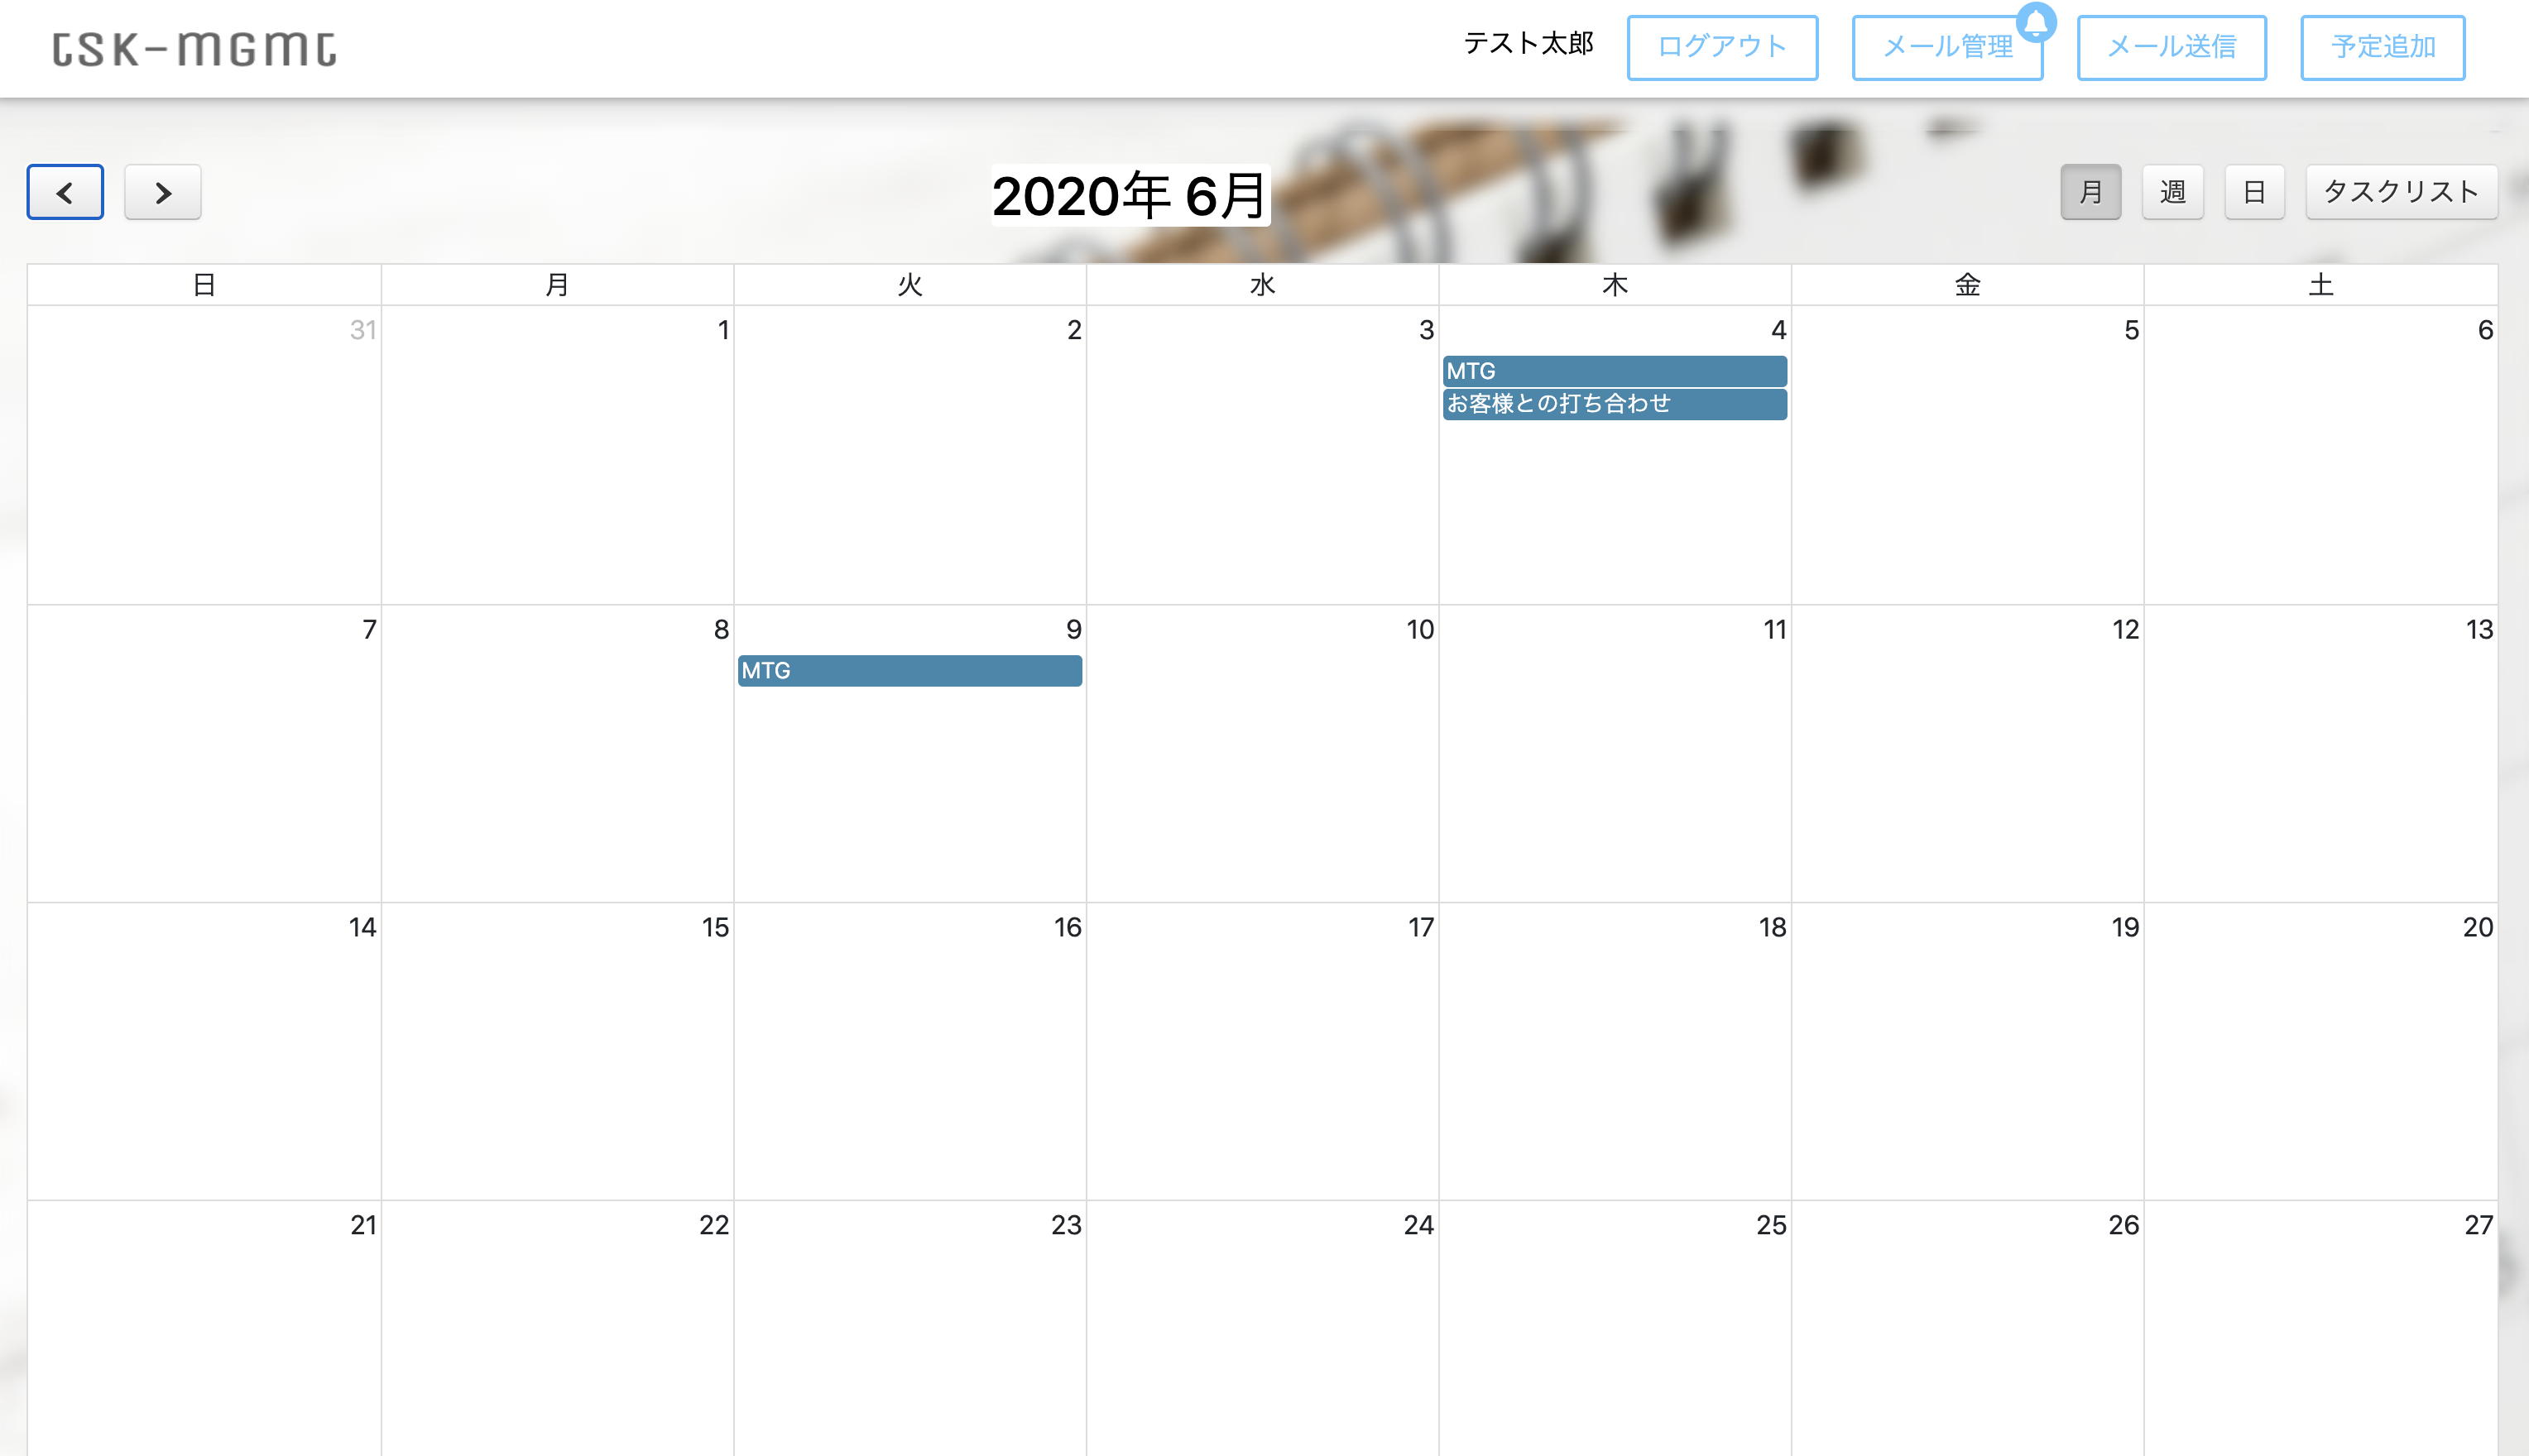 tsk-mgmt
テスト太郎 ログアウト メール管理 メール送信 予定追加
2020年 6月
月 週 日 タスクリスト
日 月 火 水 木 金 土
31 1 2 3 4 5 6
MTG
お客様との打ち合わせ
7 8 9 10 11 12 13
MTG
14 15 16 17 18 19 20
21 22 23 24 25 26 27